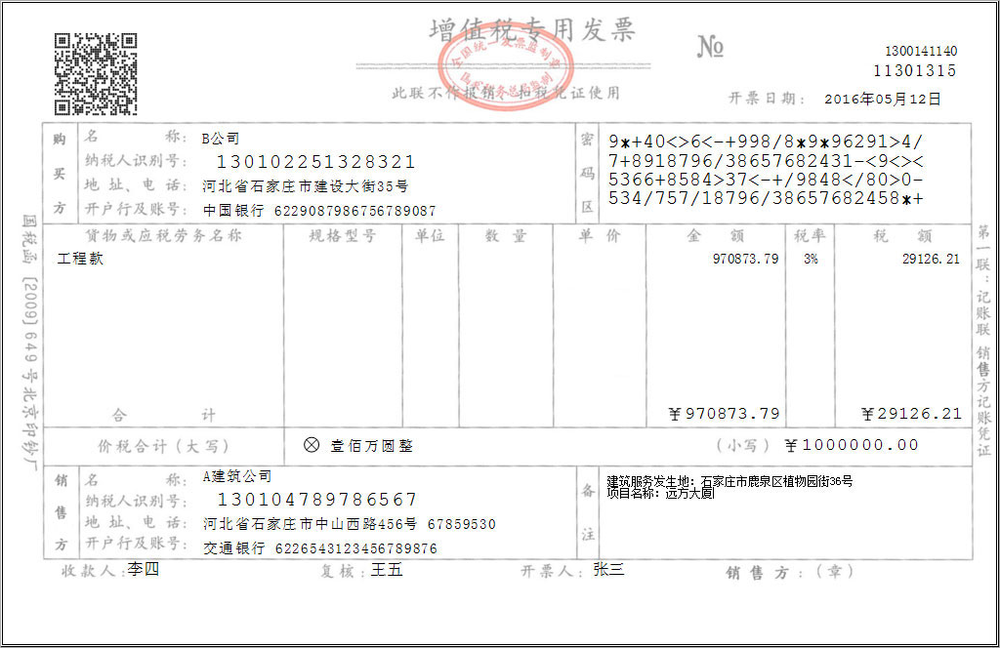 增值税专用发票
全国统一发票监制章
№
1300141140
11301315
此联不作报销、扣税凭证使用
开票日期： 2016年05月12日
购买方
名 称： B公司
纳税人识别号： 130102251328321
地 址、电 话： 河北省石家庄市建设大街35号
开户行及账号： 中国银行 6229087986756789087
密码区
9*+40<>6<-+998/8*9*96291>4/
7+8918796/38657682431-<9<><
5366+8584>37<-+/9848</80>0-
534/757/18796/38657682458*+
货物或应税劳务名称 规格型号 单位 数 量 单 价 金 额 税率 税 额
工程款 970873.79 3% 29126.21
合 计 ￥970873.79 ￥29126.21
价税合计（大写） ⊗ 壹佰万圆整 （小写） ￥1000000.00
销售方
名 称： A建筑公司
纳税人识别号： 130104789786567
地 址、电 话： 河北省石家庄市中山西路456号 67859530
开户行及账号： 交通银行 6226543123456789876
备注
建筑服务发生地：石家庄市鹿泉区植物园街36号
项目名称：远方大厦
收款人：李四 复核：王五 开票人：张三 销售方：（章）
国税函[2009]649号北京印钞厂
第一联：记账联 销售方记账凭证